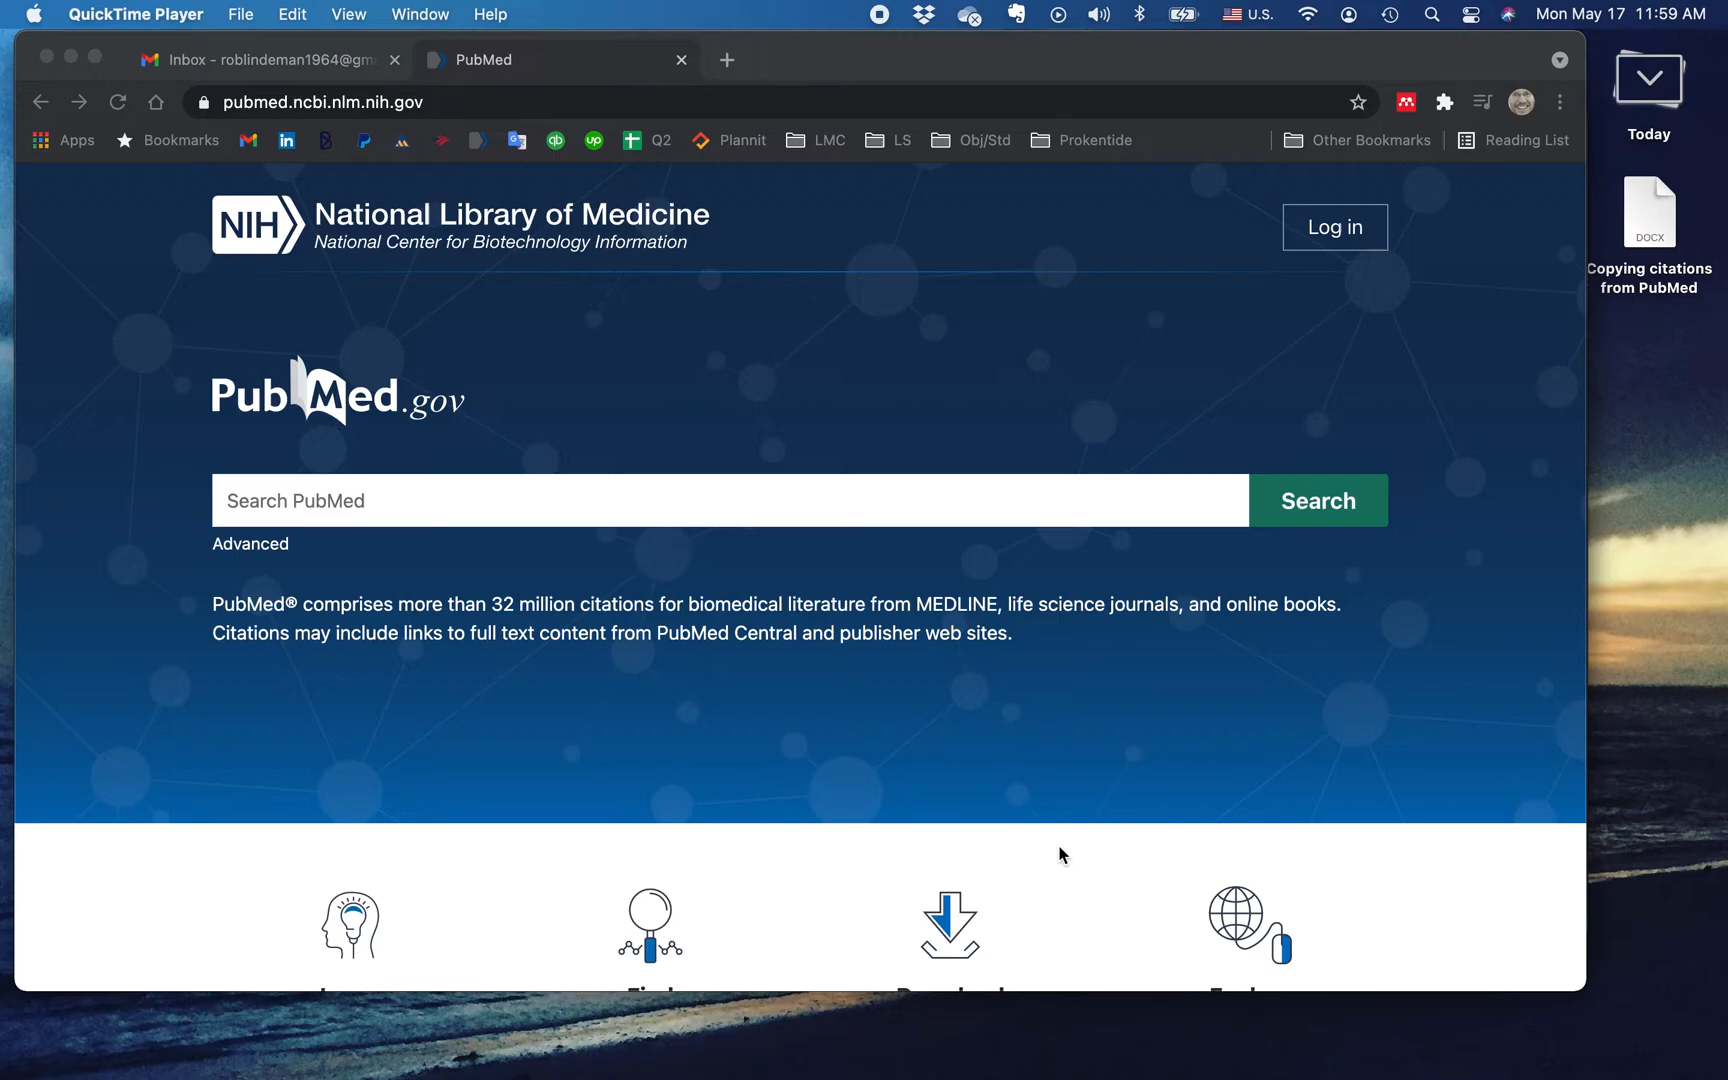 QuickTime Player File Edit View Window Help U.S. Mon May 17 11:59 AM
Inbox - roblindeman1964@gm PubMed
pubmed.ncbi.nlm.nih.gov
Apps Bookmarks Q2 Plannit LMC LS Obj/Std Prokentide Other Bookmarks Reading List
Today
DOCX
Copying citations
from PubMed
NIH National Library of Medicine
National Center for Biotechnology Information
Log in
PubMed.gov
Search PubMed Search
Advanced
PubMed® comprises more than 32 million citations for biomedical literature from MEDLINE, life science journals, and online books.
Citations may include links to full text content from PubMed Central and publisher web sites.